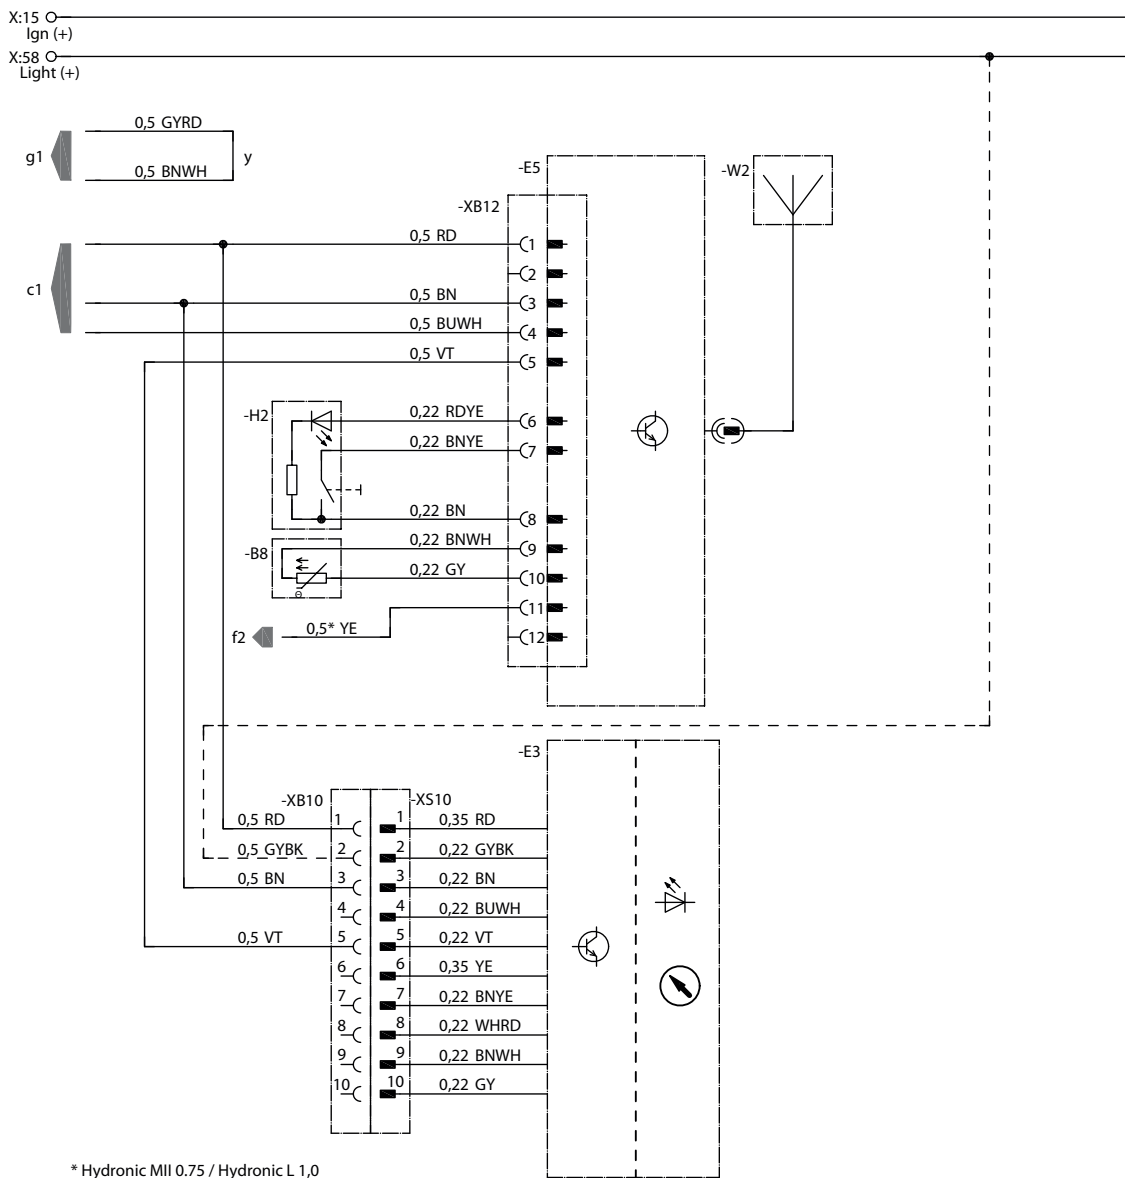 X:15
Ign (+)
X:58
Light (+)
0,5 GYRD
g1
y
0,5 BNWH
-E5
-W2
-XB12
0,5 RD
1
2
c1
0,5 BN
3
0,5 BUWH
4
0,5 VT
5
-H2
0,22 RDYE
6
0,22 BNYE
7
0,22 BN
8
-B8
0,22 BNWH
9
0,22 GY
10
Θ
11
f2
0,5* YE
12
-E3
-XB10
-XS10
0,5 RD
1
1
0,35 RD
0,5 GYBK
2
2
0,22 GYBK
0,5 BN
3
3
0,22 BN
4
4
0,22 BUWH
0,5 VT
5
5
0,22 VT
6
6
0,35 YE
7
7
0,22 BNYE
8
8
0,22 WHRD
9
9
0,22 BNWH
10
10
0,22 GY
* Hydronic MII 0.75 / Hydronic L 1,0